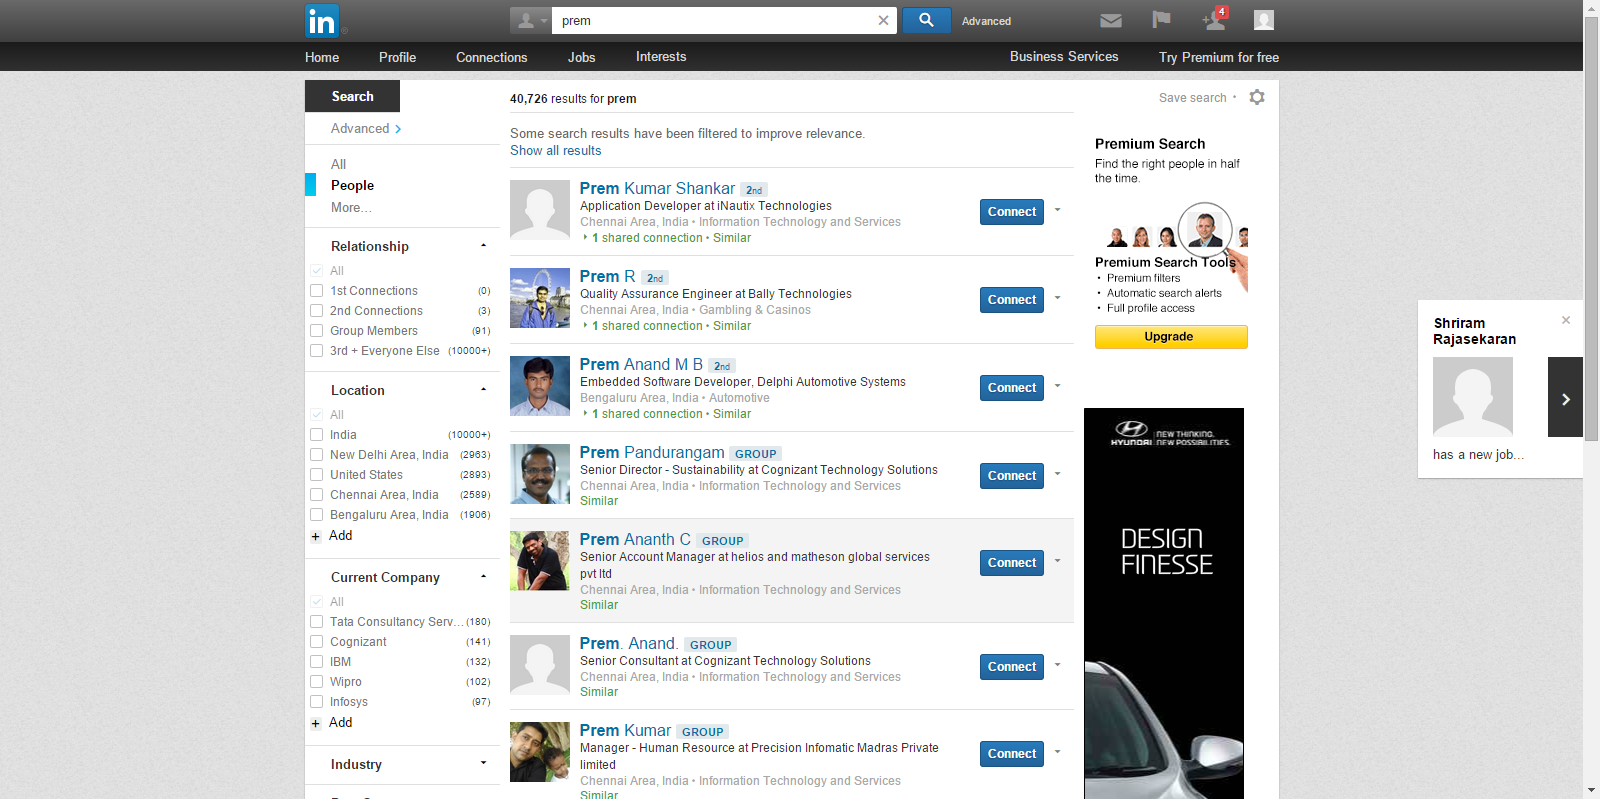 in
prem
Advanced
4
Home
Profile
Connections
Jobs
Interests
Business Services
Try Premium for free
Search
Advanced
All
People
More...
Relationship
All
1st Connections (0)
2nd Connections (3)
Group Members (91)
3rd + Everyone Else (10000+)
Location
All
India (10000+)
New Delhi Area, India (2963)
United States (2893)
Chennai Area, India (2589)
Bengaluru Area, India (1906)
+ Add
Current Company
All
Tata Consultancy Serv... (180)
Cognizant (141)
IBM (132)
Wipro (102)
Infosys (97)
+ Add
Industry
40,726 results for prem
Save search
Some search results have been filtered to improve relevance.
Show all results
Prem Kumar Shankar 2nd
Application Developer at iNautix Technologies
Chennai Area, India • Information Technology and Services
1 shared connection • Similar
Connect
Prem R 2nd
Quality Assurance Engineer at Bally Technologies
Chennai Area, India • Gambling & Casinos
1 shared connection • Similar
Connect
Prem Anand M B 2nd
Embedded Software Developer, Delphi Automotive Systems
Bengaluru Area, India • Automotive
1 shared connection • Similar
Connect
Prem Pandurangam GROUP
Senior Director - Sustainability at Cognizant Technology Solutions
Chennai Area, India • Information Technology and Services
Similar
Connect
Prem Ananth C GROUP
Senior Account Manager at helios and matheson global services
pvt ltd
Chennai Area, India • Information Technology and Services
Similar
Connect
Prem. Anand. GROUP
Senior Consultant at Cognizant Technology Solutions
Chennai Area, India • Information Technology and Services
Similar
Connect
Prem Kumar GROUP
Manager - Human Resource at Precision Infomatic Madras Private
limited
Chennai Area, India • Information Technology and Services
Similar
Connect
Premium Search
Find the right people in half
the time.
Premium Search Tools
• Premium filters
• Automatic search alerts
• Full profile access
Upgrade
HYUNDAI
NEW THINKING.
NEW POSSIBILITIES.
DESIGN
FINESSE
Shriram
Rajasekaran
has a new job...